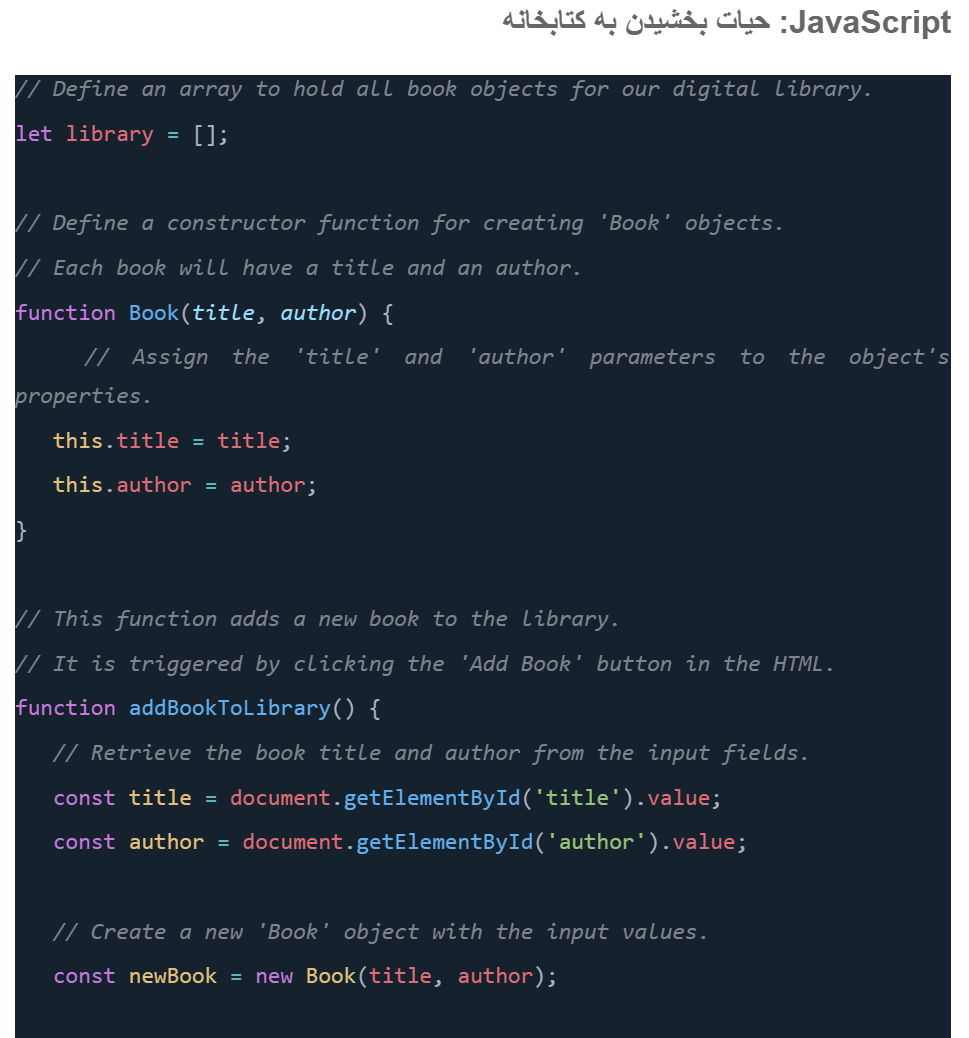 JavaScript: حیات بخشیدن به کتابخانه
// Define an array to hold all book objects for our digital library.
let library = [];
// Define a constructor function for creating 'Book' objects.
// Each book will have a title and an author.
function Book(title, author) {
// Assign the 'title' and 'author' parameters to the object's
properties.
this.title = title;
this.author = author;
}
// This function adds a new book to the library.
// It is triggered by clicking the 'Add Book' button in the HTML.
function addBookToLibrary() {
// Retrieve the book title and author from the input fields.
const title = document.getElementById('title').value;
const author = document.getElementById('author').value;
// Create a new 'Book' object with the input values.
const newBook = new Book(title, author);